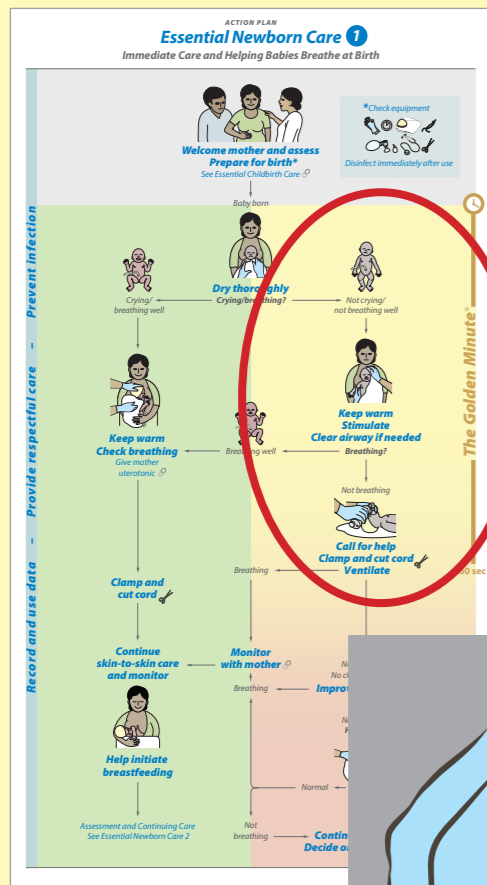 ACTION PLAN
Essential Newborn Care 1
Immediate Care and Helping Babies Breathe at Birth
*Check equipment
Disinfect immediately after use
Welcome mother and assess
Prepare for birth*
See Essential Childbirth Care
Baby born
Dry thoroughly
Crying/breathing?
Crying/
breathing well
Not crying/
not breathing well
Keep warm
Check breathing
Give mother
uterotonic
Keep warm
Stimulate
Clear airway if needed
Breathing?
Breathing well
Not breathing
Call for help
Clamp and cut cord
Ventilate
Breathing
The Golden Minute®
60 sec
Clamp and
cut cord
Continue
skin-to-skin care
and monitor
Monitor
with mother
Breathing
Improv
Help initiate
breastfeeding
Normal
Not
breathing
Assessment and Continuing Care
See Essential Newborn Care 2
Contin
Decide o
Record and use data – Provide respectful care – Prevent infection